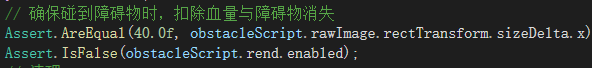 // 确保碰到障碍物时，扣除血量与障碍物消失
Assert.AreEqual(40.0f, obstacleScript.rawImage.rectTransform.sizeDelta.x)
Assert.IsFalse(obstacleScript.rend.enabled);